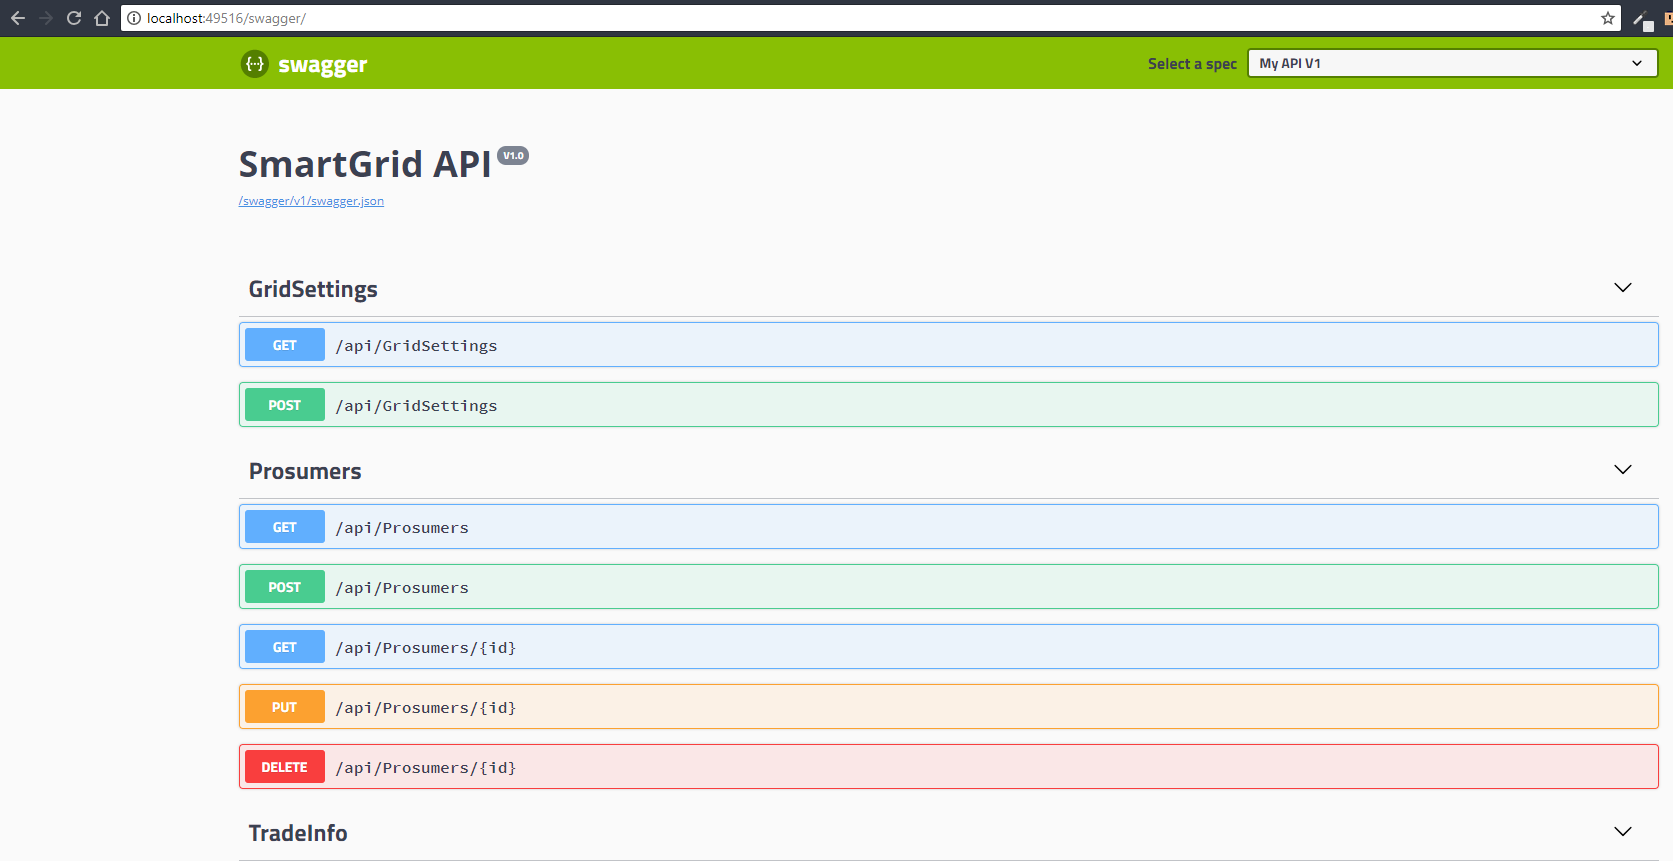 localhost:49516/swagger/
{··} swagger Select a spec My API V1
SmartGrid API V1.0
/swagger/v1/swagger.json
GridSettings
GET /api/GridSettings
POST /api/GridSettings
Prosumers
GET /api/Prosumers
POST /api/Prosumers
GET /api/Prosumers/{id}
PUT /api/Prosumers/{id}
DELETE /api/Prosumers/{id}
TradeInfo